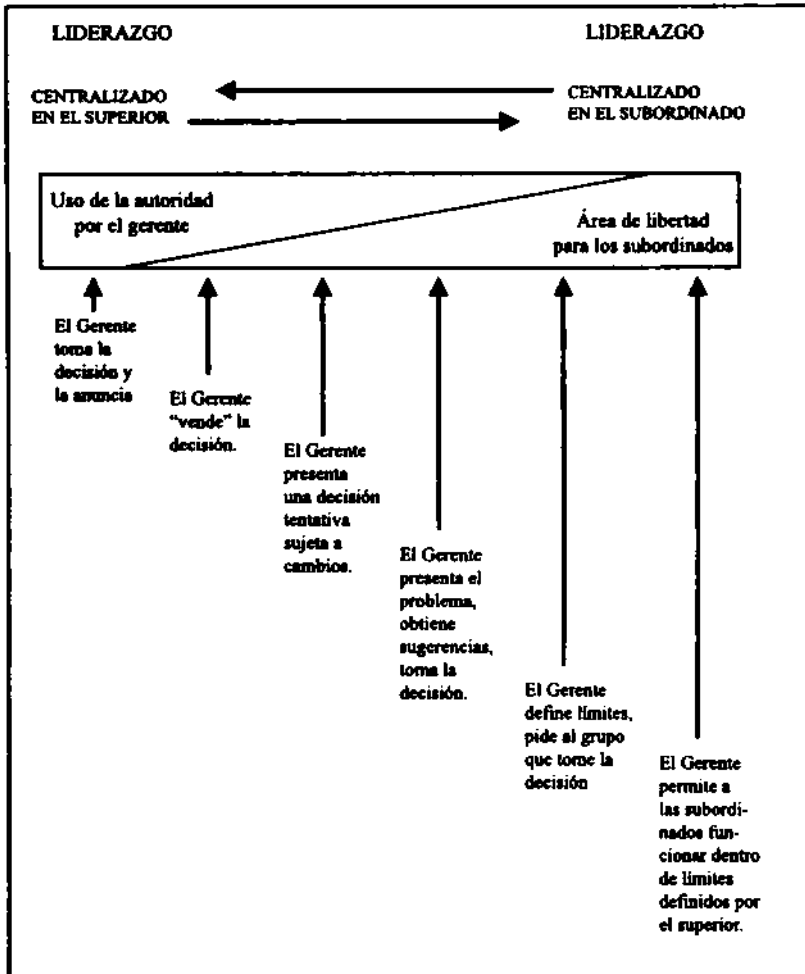 LIDERAZGO
LIDERAZGO
CENTRALIZADO
EN EL SUPERIOR
CENTRALIZADO
EN EL SUBORDINADO
Uso de la autoridad
por el gerente
Área de libertad
para los subordinados
El Gerente
toma la
decisión y
la anuncia
El Gerente
“vende” la
decisión.
El Gerente
presenta
una decisión
tentativa
sujeta a
cambios.
El Gerente
presenta el
problema,
obtiene
sugerencias,
toma la
decisión.
El Gerente
define límites,
pide al grupo
que tome la
decisión
El Gerente
permite a
las subordi-
nados fun-
cionar dentro
de límites
definidos por
el superior.